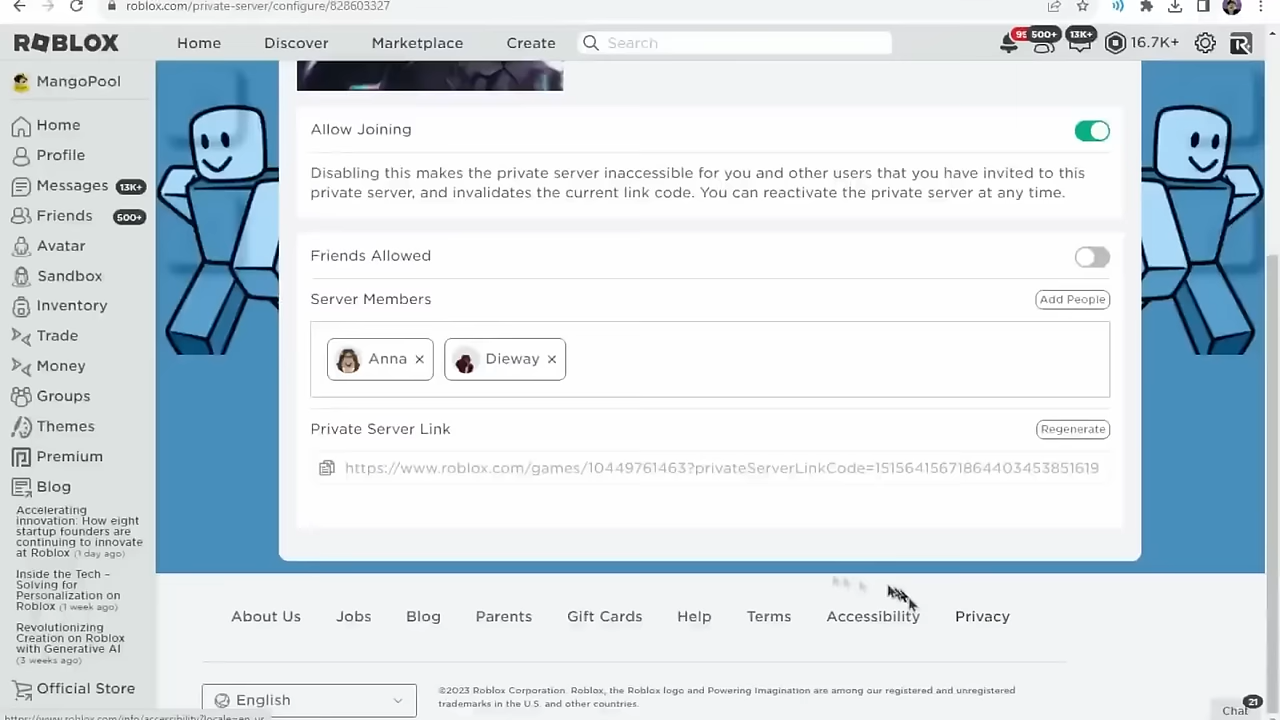 roblox.com/private-server/configure/828603327
ROBLOX
Home
Discover
Marketplace
Create
Search
500+
13K+
16.7K+
MangoPool
Home
Profile
Messages 13K+
Friends 500+
Avatar
Sandbox
Inventory
Trade
Money
Groups
Themes
Premium
Blog
Accelerating
innovation: How eight
startup founders are
continuing to innovate
at Roblox (1 day ago)
Inside the Tech –
Solving for
Personalization on
Roblox (1 week ago)
Revolutionizing
Creation on Roblox
with Generative AI
(3 weeks ago)
Official Store
Allow Joining
Disabling this makes the private server inaccessible for you and other users that you have invited to this
private server, and invalidates the current link code. You can reactivate the private server at any time.
Friends Allowed
Server Members
Add People
Anna ×
Dieway ×
Private Server Link
Regenerate
https://www.roblox.com/games/10449761463?privateServerLinkCode=15156415671864403453851619
About Us
Jobs
Blog
Parents
Gift Cards
Help
Terms
Accessibility
Privacy
English
©2023 Roblox Corporation. Roblox, the Roblox logo and Powering Imagination are among our registered and unregistered
trademarks in the U.S. and other countries.
Chat
21